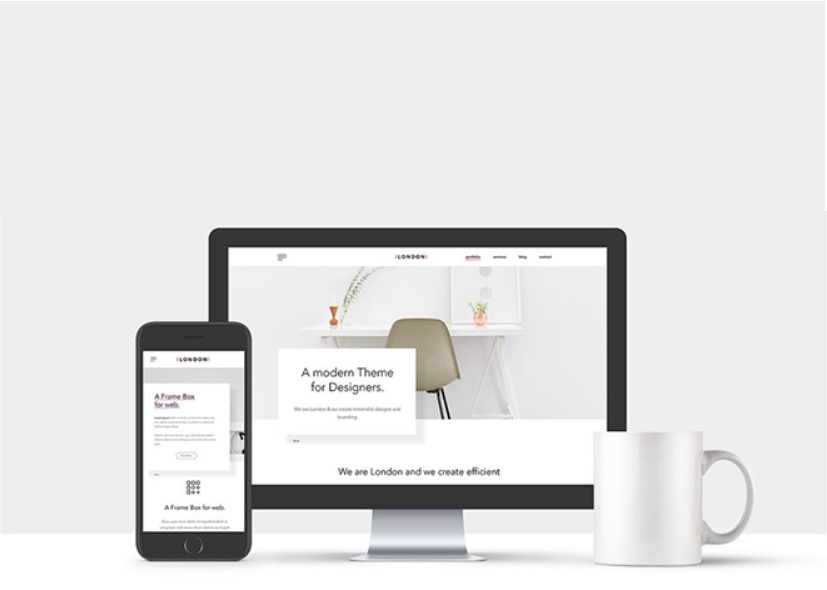 |LONDON|
portfolio services blog contact
A modern Theme
for Designers.
We are London & we create minimalist designs and
branding.
We are London and we create efficient
|LONDON|
A Frame Box
for web.
A Frame Box for web.